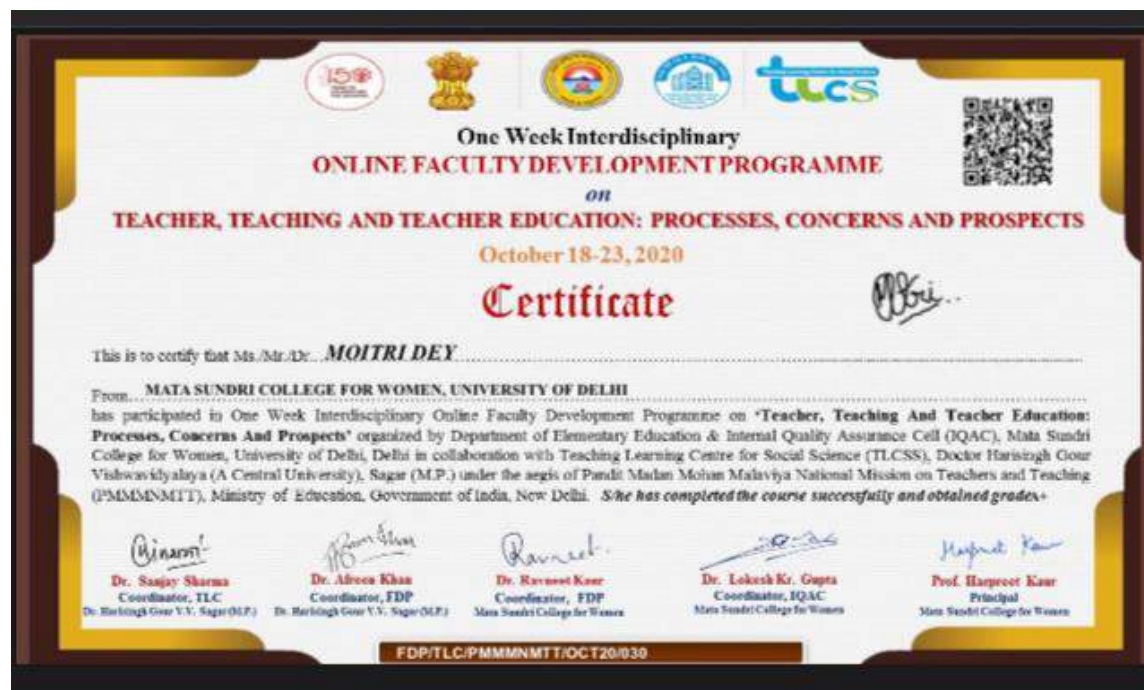 150
TLCS
One Week Interdisciplinary
ONLINE FACULTY DEVELOPMENT PROGRAMME
on
TEACHER, TEACHING AND TEACHER EDUCATION: PROCESSES, CONCERNS AND PROSPECTS
October 18-23, 2020
Certificate
This is to certify that Ms./Mr./Dr. MOITRI DEY
From MATA SUNDRI COLLEGE FOR WOMEN, UNIVERSITY OF DELHI
has participated in One Week Interdisciplinary Online Faculty Development Programme on 'Teacher, Teaching And Teacher Education:
Processes, Concerns And Prospects' organized by Department of Elementary Education & Internal Quality Assurance Cell (IQAC), Mata Sundri
College for Women, University of Delhi, Delhi in collaboration with Teaching Learning Centre for Social Science (TLCSS), Doctor Harisingh Gour
Vishwavidyalaya (A Central University), Sagar (M.P.) under the aegis of Pandit Madan Mohan Malaviya National Mission on Teachers and Teaching
(PMMMNMTT), Ministry of Education, Government of India, New Delhi. S/he has completed the course successfully and obtained grade
Ravneet
Harpreet Kaur
Dr. Sanjay Sharma Dr. Afreen Khan Dr. Ravneet Kaur Dr. Lokesh Kr. Gupta Prof. Harpreet Kaur
Coordinator, TLC Coordinator, FDP Coordinator, FDP Coordinator, IQAC Principal
Dr. Harisingh Gour V.V. Sagar (M.P.) Dr. Harisingh Gour V.V. Sagar (M.P.) Mata Sundri College for Women Mata Sundri College for Women Mata Sundri College for Women
FDP/TLC/PMMMNMTT/OCT20/030